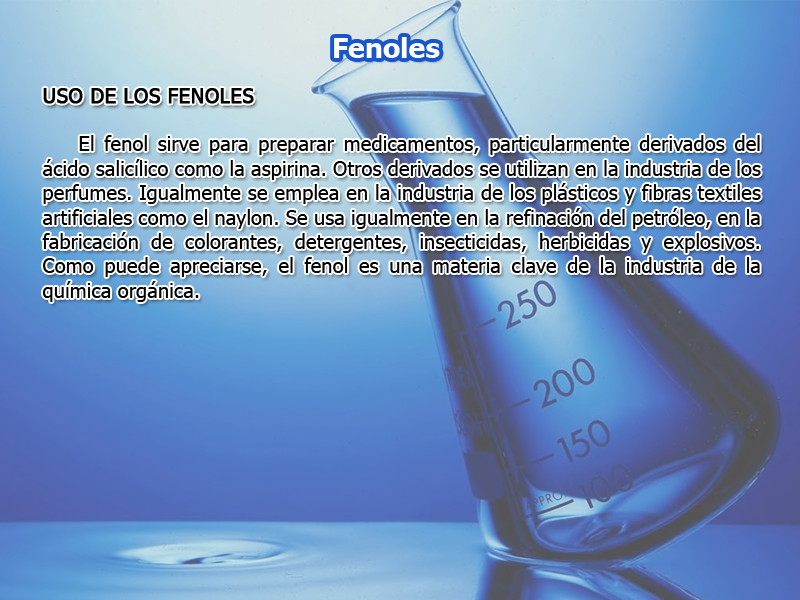 Fenoles
USO DE LOS FENOLES
El fenol sirve para preparar medicamentos, particularmente derivados del
ácido salicílico como la aspirina. Otros derivados se utilizan en la industria de los
perfumes. Igualmente se emplea en la industria de los plásticos y fibras textiles
artificiales como el naylon. Se usa igualmente en la refinación del petróleo, en la
fabricación de colorantes, detergentes, insecticidas, herbicidas y explosivos.
Como puede apreciarse, el fenol es una materia clave de la industria de la
química orgánica.
250
200
150
100